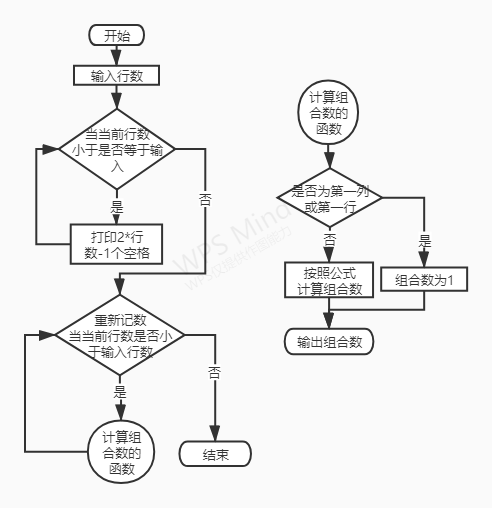 开始
输入行数
当当前行数
小于是否等于输
入
是
否
打印2*行
数-1个空格
重新记数
当当前行数是否小
于输入行数
是
否
计算组
合数的
函数
结束
计算组
合数的
函数
是否为第一列
或第一行
否
是
按照公式
计算组合数
组合数为1
输出组合数
WPS Mind